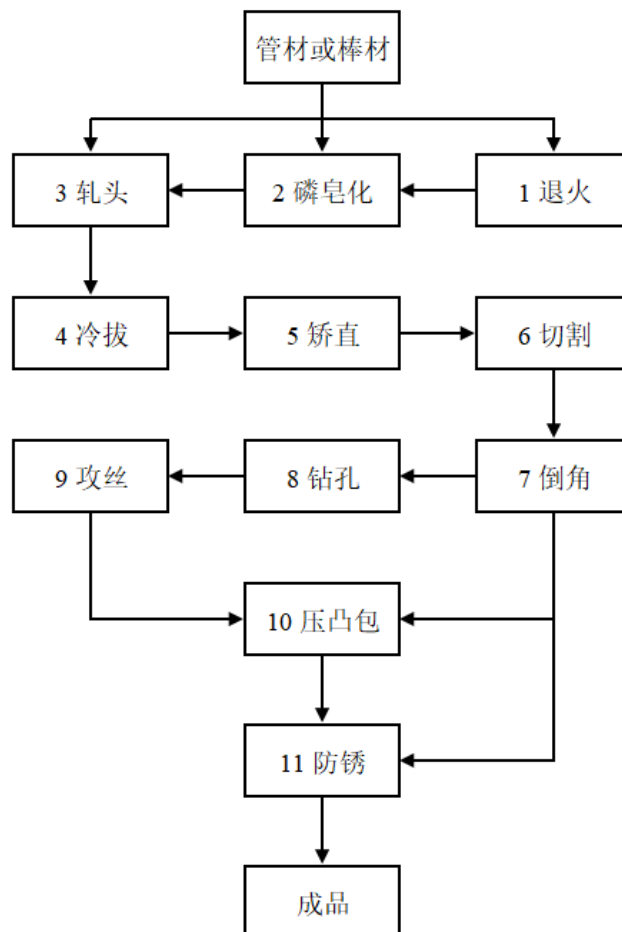 管材或棒材
3 轧头
2 磷皂化
1 退火
4 冷拔
5 矫直
6 切割
9 攻丝
8 钻孔
7 倒角
10 压凸包
11 防锈
成品